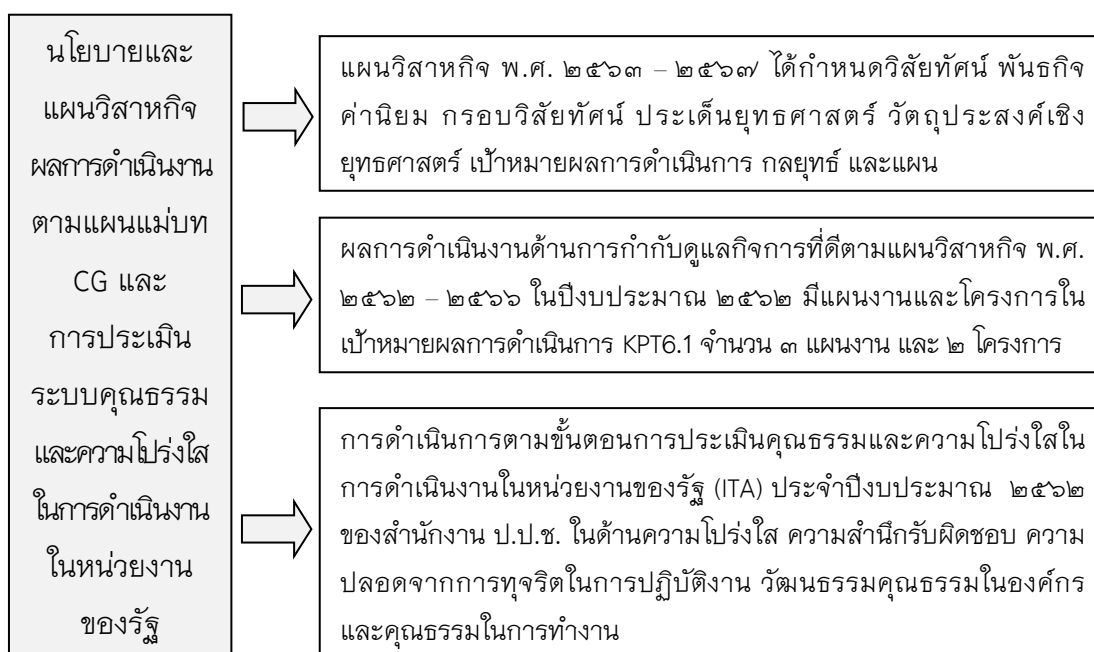 นโยบายและ
แผนวิสาหกิจ
ผลการดำเนินงาน
ตามแผนแม่บท
CG และ
การประเมิน
ระบบคุณธรรม
และความโปร่งใส
ในการดำเนินงาน
ในหน่วยงาน
ของรัฐ
แผนวิสาหกิจ พ.ศ. ๒๕๖๓ – ๒๕๖๗ ได้กำหนดวิสัยทัศน์ พันธกิจ
ค่านิยม กรอบวิสัยทัศน์ ประเด็นยุทธศาสตร์ วัตถุประสงค์เชิง
ยุทธศาสตร์ เป้าหมายผลการดำเนินการ กลยุทธ์ และแผน
ผลการดำเนินงานด้านการกำกับดูแลกิจการที่ดีตามแผนวิสาหกิจ พ.ศ.
๒๕๖๒ – ๒๕๖๖ ในปีงบประมาณ ๒๕๖๒ มีแผนงานและโครงการใน
เป้าหมายผลการดำเนินการ KPT6.1 จำนวน ๓ แผนงาน และ ๒ โครงการ
การดำเนินการตามขั้นตอนการประเมินคุณธรรมและความโปร่งใสใน
การดำเนินงานในหน่วยงานของรัฐ (ITA) ประจำปีงบประมาณ ๒๕๖๒
ของสำนักงาน ป.ป.ช. ในด้านความโปร่งใส ความสำนึกรับผิดชอบ ความ
ปลอดจากการทุจริตในการปฏิบัติงาน วัฒนธรรมคุณธรรมในองค์กร
และคุณธรรมในการทำงาน